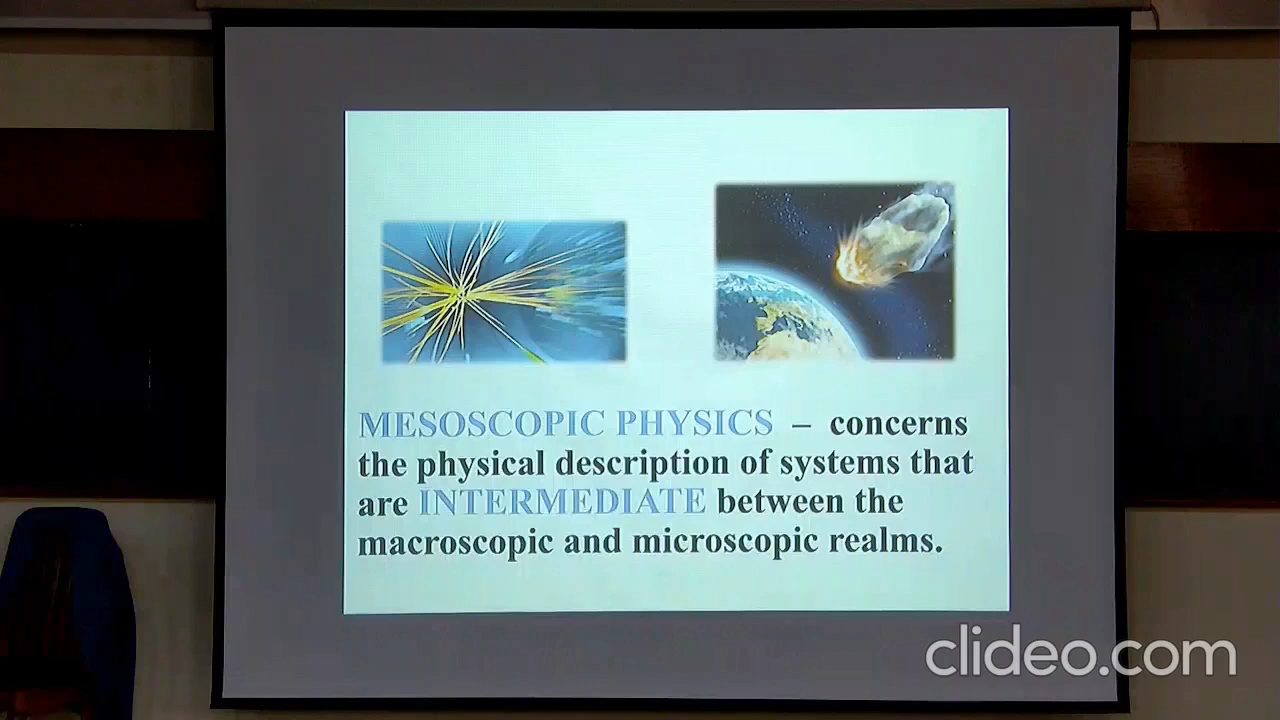 MESOSCOPIC PHYSICS – concerns
the physical description of systems that
are INTERMEDIATE between the
macroscopic and microscopic realms.
clideo.com